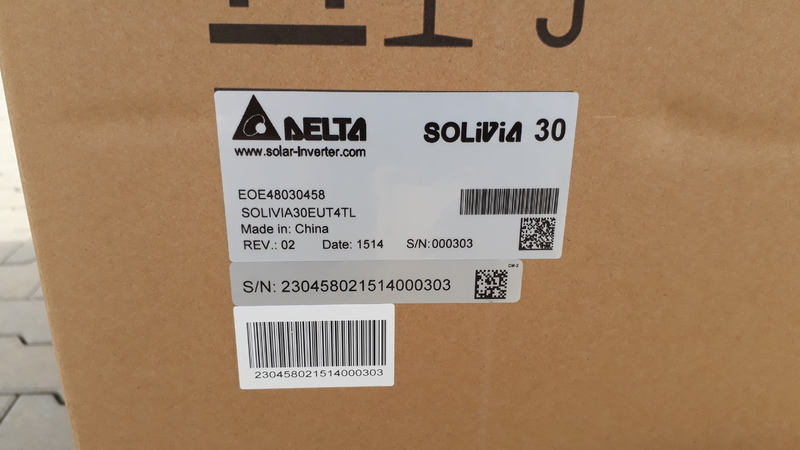 DELTA SOLiViA 30
www.solar-inverter.com
EOE48030458
SOLIVIA30EUT4TL
Made in: China
REV.: 02 Date: 1514 S/N: 000303
S/N: 230458021514000303
230458021514000303